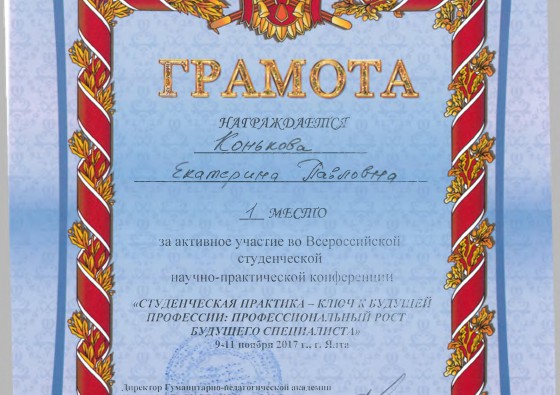 ГРАМОТА
НАГРАЖДАЕТСЯ
Конькова
Екатерина Павловна
1 МЕСТО
за активное участие во Всероссийской
студенческой
научно-практической конференции
«СТУДЕНЧЕСКАЯ ПРАКТИКА – КЛЮЧ К БУДУЩЕЙ
ПРОФЕССИИ: ПРОФЕССИОНАЛЬНЫЙ РОСТ
БУДУЩЕГО СПЕЦИАЛИСТА»
9-11 ноября 2017 г., г. Ялта
Директор Гуманитарно-педагогической академии